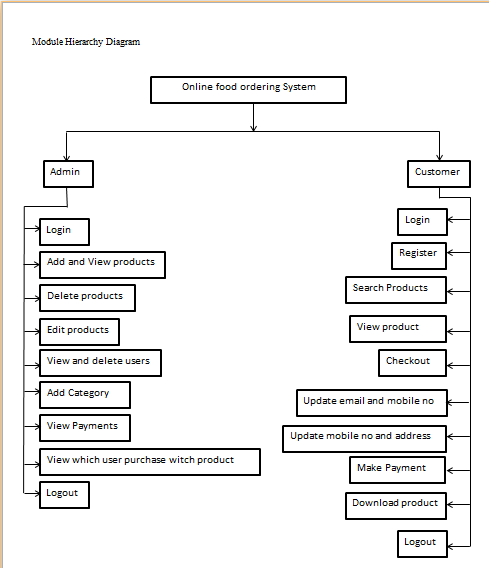 Module Hierarchy Diagram
Online food ordering System
Admin
Customer
Login
Add and View products
Delete products
Edit products
View and delete users
Add Category
View Payments
View which user purchase witch product
Logout
Login
Register
Search Products
View product
Checkout
Update email and mobile no
Update mobile no and address
Make Payment
Download product
Logout